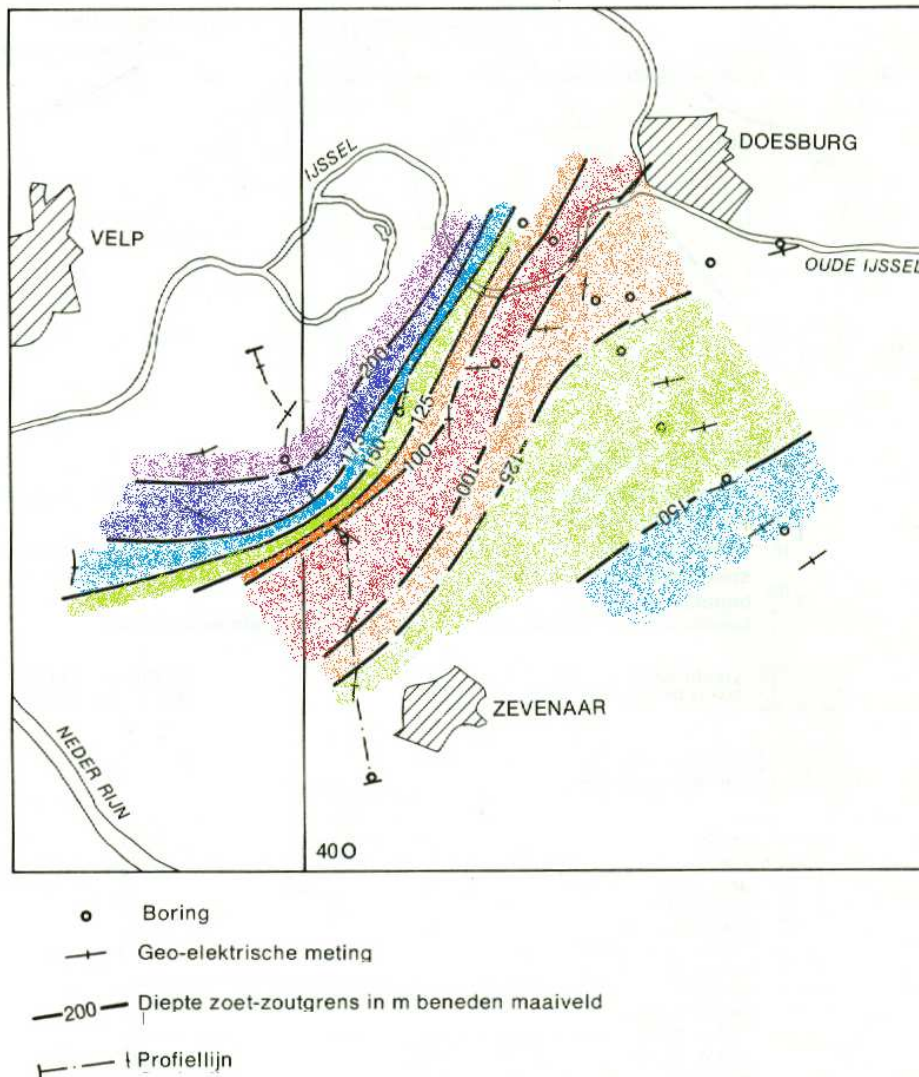 DOESBURG
IJSSEL
VELP
OUDE IJSSEL
200
175
150
125
100
100
125
150
ZEVENAAR
NEDER RIJN
40O
Boring
Geo-elektrische meting
200 Diepte zoet-zoutgrens in m beneden maaiveld
Profiellijn